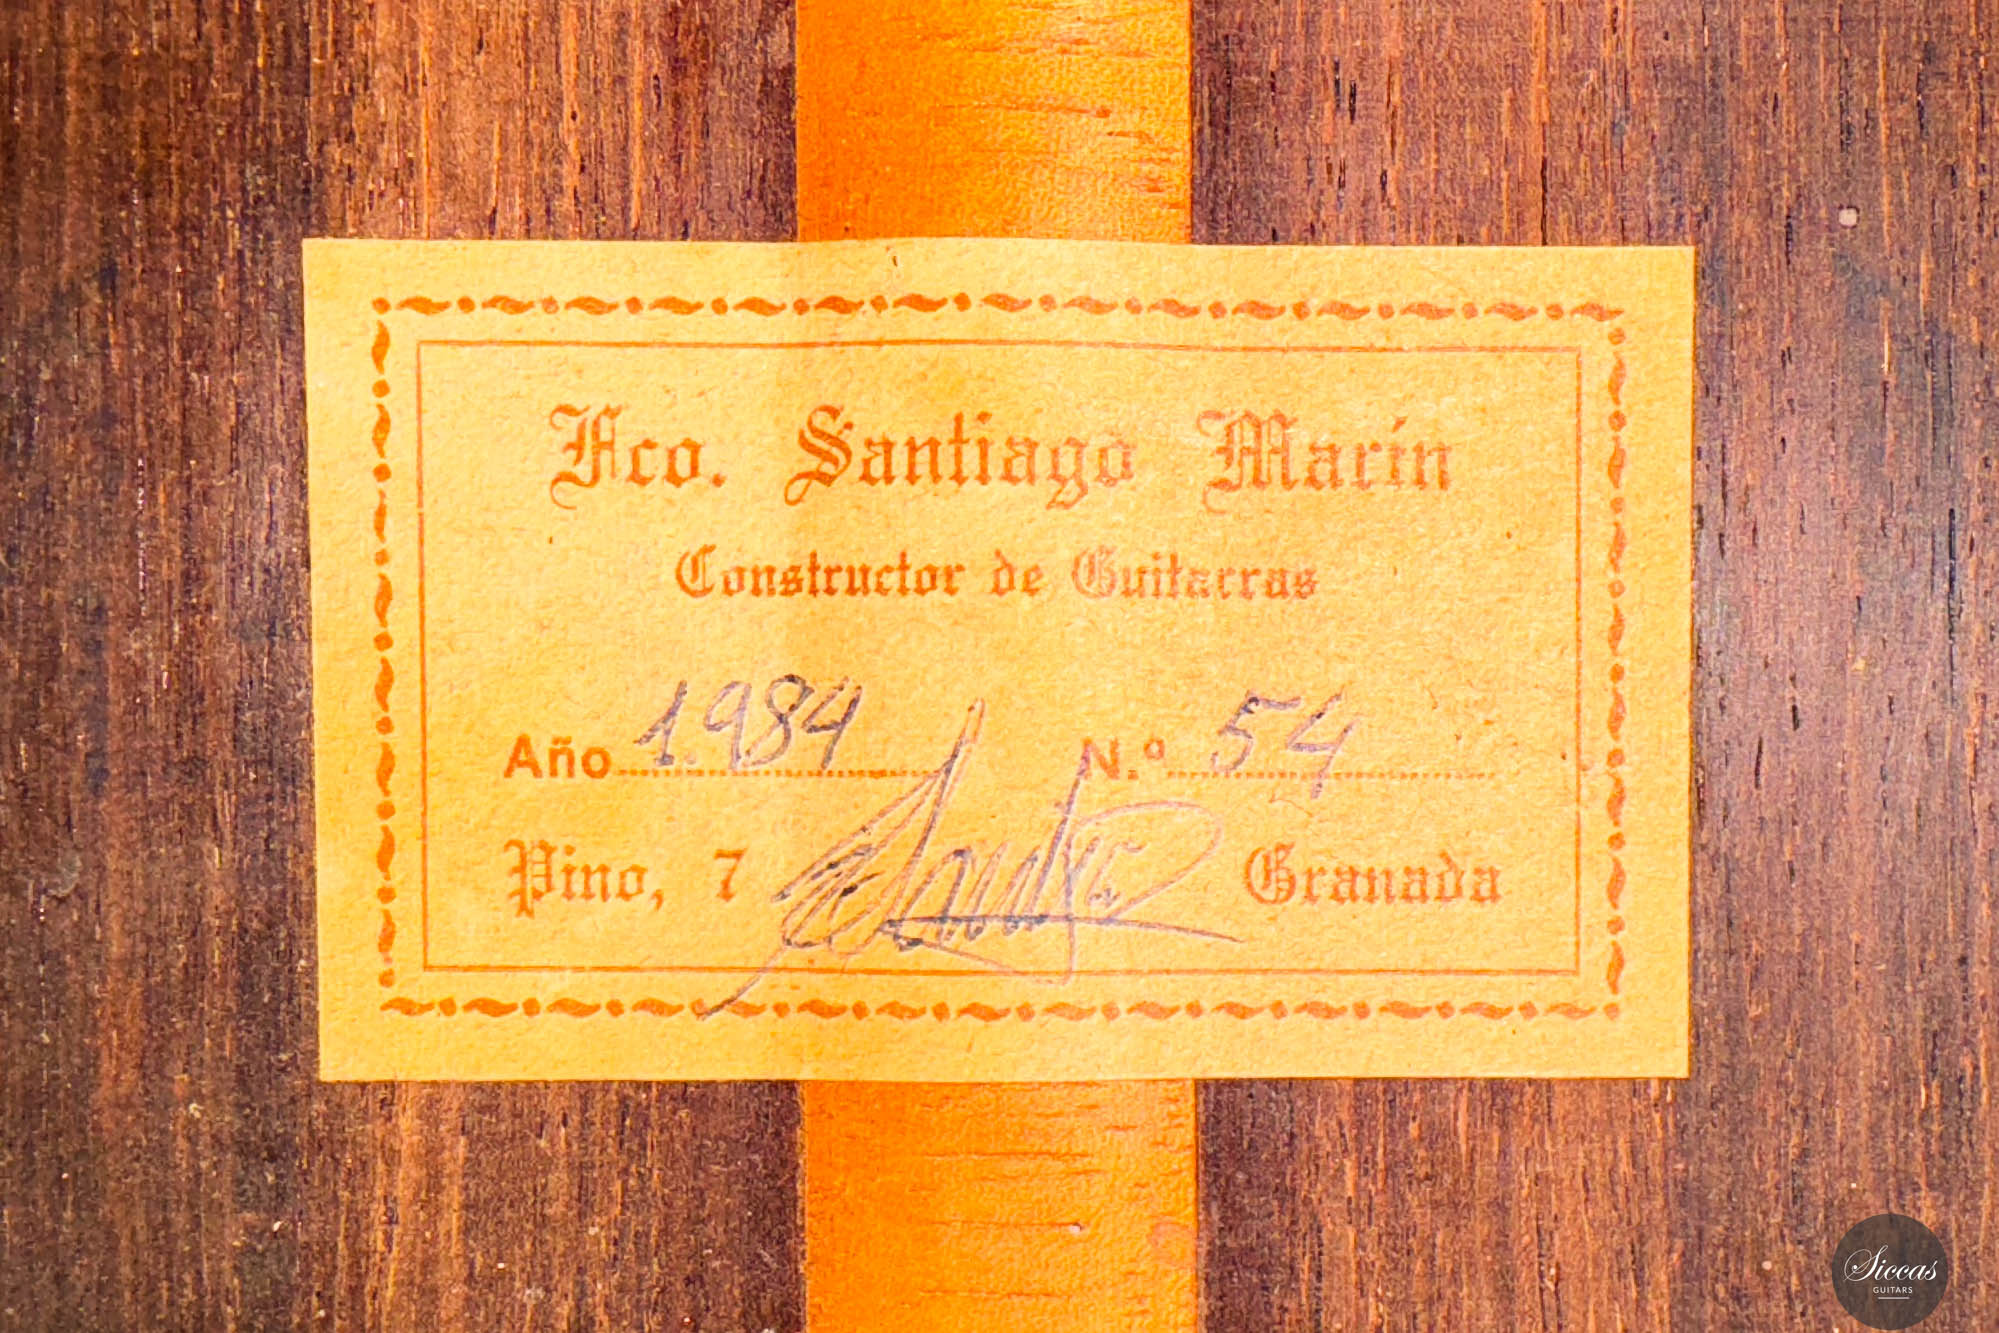 Fco. Santiago Marín
Constructor de Guitarras
Año 1.984 N.º 54
Pino, 7 Granada
Siccas
GUITARS